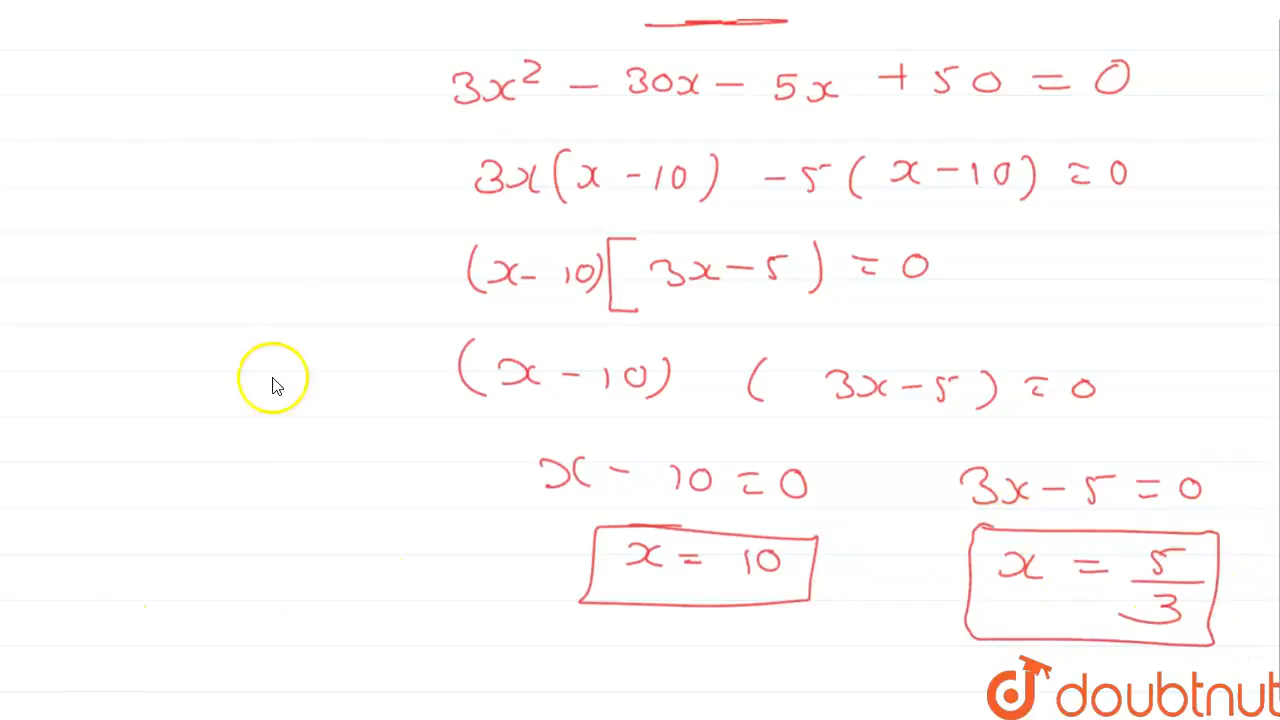 3x² - 30x - 5x + 50 = 0
3x(x - 10) - 5(x - 10) = 0
(x - 10)[3x - 5) = 0
(x - 10) (3x - 5) = 0
x - 10 = 0 3x - 5 = 0
x = 10 x = 5/3
doubtnut